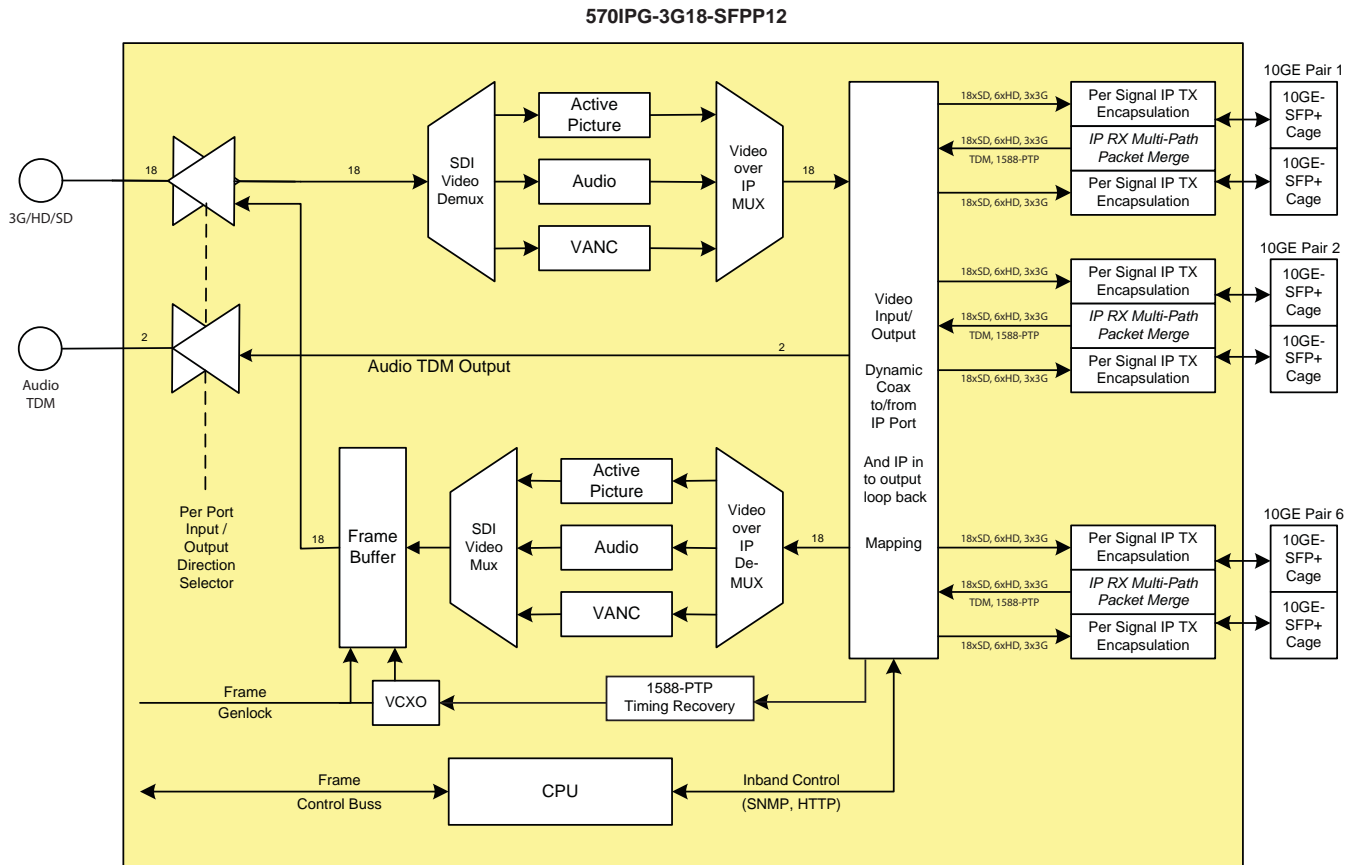 570IPG-3G18-SFPP12
3G/HD/SD
18
18
SDI
Video
Demux
Active
Picture
Audio
VANC
Video
over
IP
MUX
18
Audio
TDM
2
Audio TDM Output
2
Per Port
Input /
Output
Direction
Selector
18
Frame
Buffer
SDI
Video
Mux
Active
Picture
Audio
VANC
Video
over
IP
De-
MUX
18
Frame
Genlock
VCXO
1588-PTP
Timing Recovery
Frame
Control Buss
CPU
Inband Control
(SNMP, HTTP)
Video
Input/
Output
Dynamic
Coax
to/from
IP Port
And IP in
to output
loop back
Mapping
10GE Pair 1
18xSD, 6xHD, 3x3G
Per Signal IP TX
Encapsulation
10GE-
SFP+
Cage
18xSD, 6xHD, 3x3G
TDM, 1588-PTP
IP RX Multi-Path
Packet Merge
18xSD, 6xHD, 3x3G
Per Signal IP TX
Encapsulation
10GE-
SFP+
Cage
10GE Pair 2
18xSD, 6xHD, 3x3G
Per Signal IP TX
Encapsulation
10GE-
SFP+
Cage
18xSD, 6xHD, 3x3G
TDM, 1588-PTP
IP RX Multi-Path
Packet Merge
18xSD, 6xHD, 3x3G
Per Signal IP TX
Encapsulation
10GE-
SFP+
Cage
10GE Pair 6
18xSD, 6xHD, 3x3G
Per Signal IP TX
Encapsulation
10GE-
SFP+
Cage
18xSD, 6xHD, 3x3G
TDM, 1588-PTP
IP RX Multi-Path
Packet Merge
18xSD, 6xHD, 3x3G
Per Signal IP TX
Encapsulation
10GE-
SFP+
Cage